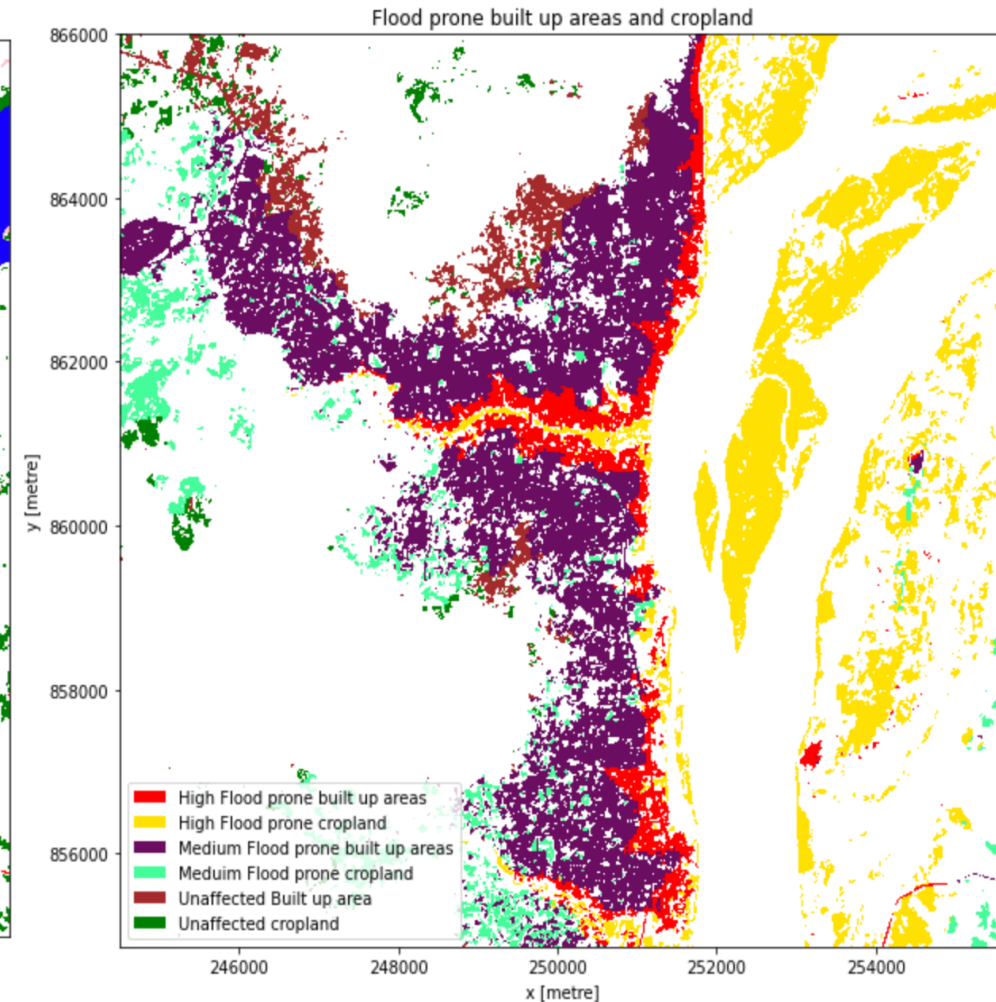 Flood prone built up areas and cropland
866000
864000
862000
860000
858000
856000
y [metre]
High Flood prone built up areas
High Flood prone cropland
Medium Flood prone built up areas
Meduim Flood prone cropland
Unaffected Built up area
Unaffected cropland
246000 248000 250000 252000 254000
x [metre]